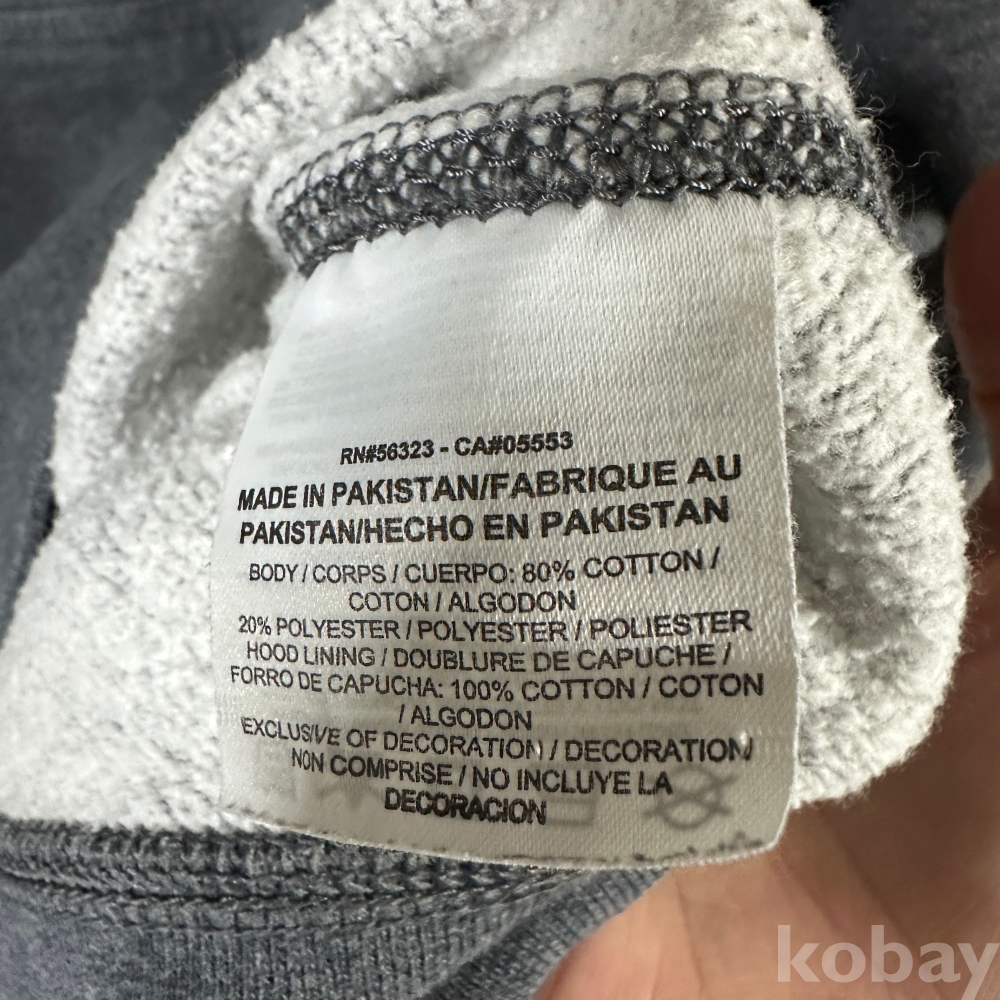 RN#56323 - CA#05553
MADE IN PAKISTAN/FABRIQUE AU
PAKISTAN/HECHO EN PAKISTAN
BODY / CORPS / CUERPO: 80% COTTON /
COTON / ALGODON
20% POLYESTER / POLYESTER / POLIESTER
HOOD LINING / DOUBLURE DE CAPUCHE /
FORRO DE CAPUCHA: 100% COTTON / COTON
/ ALGODON
EXCLUSIVE OF DECORATION / DECORATION
NON COMPRISE / NO INCLUYE LA
DECORACION
kobay